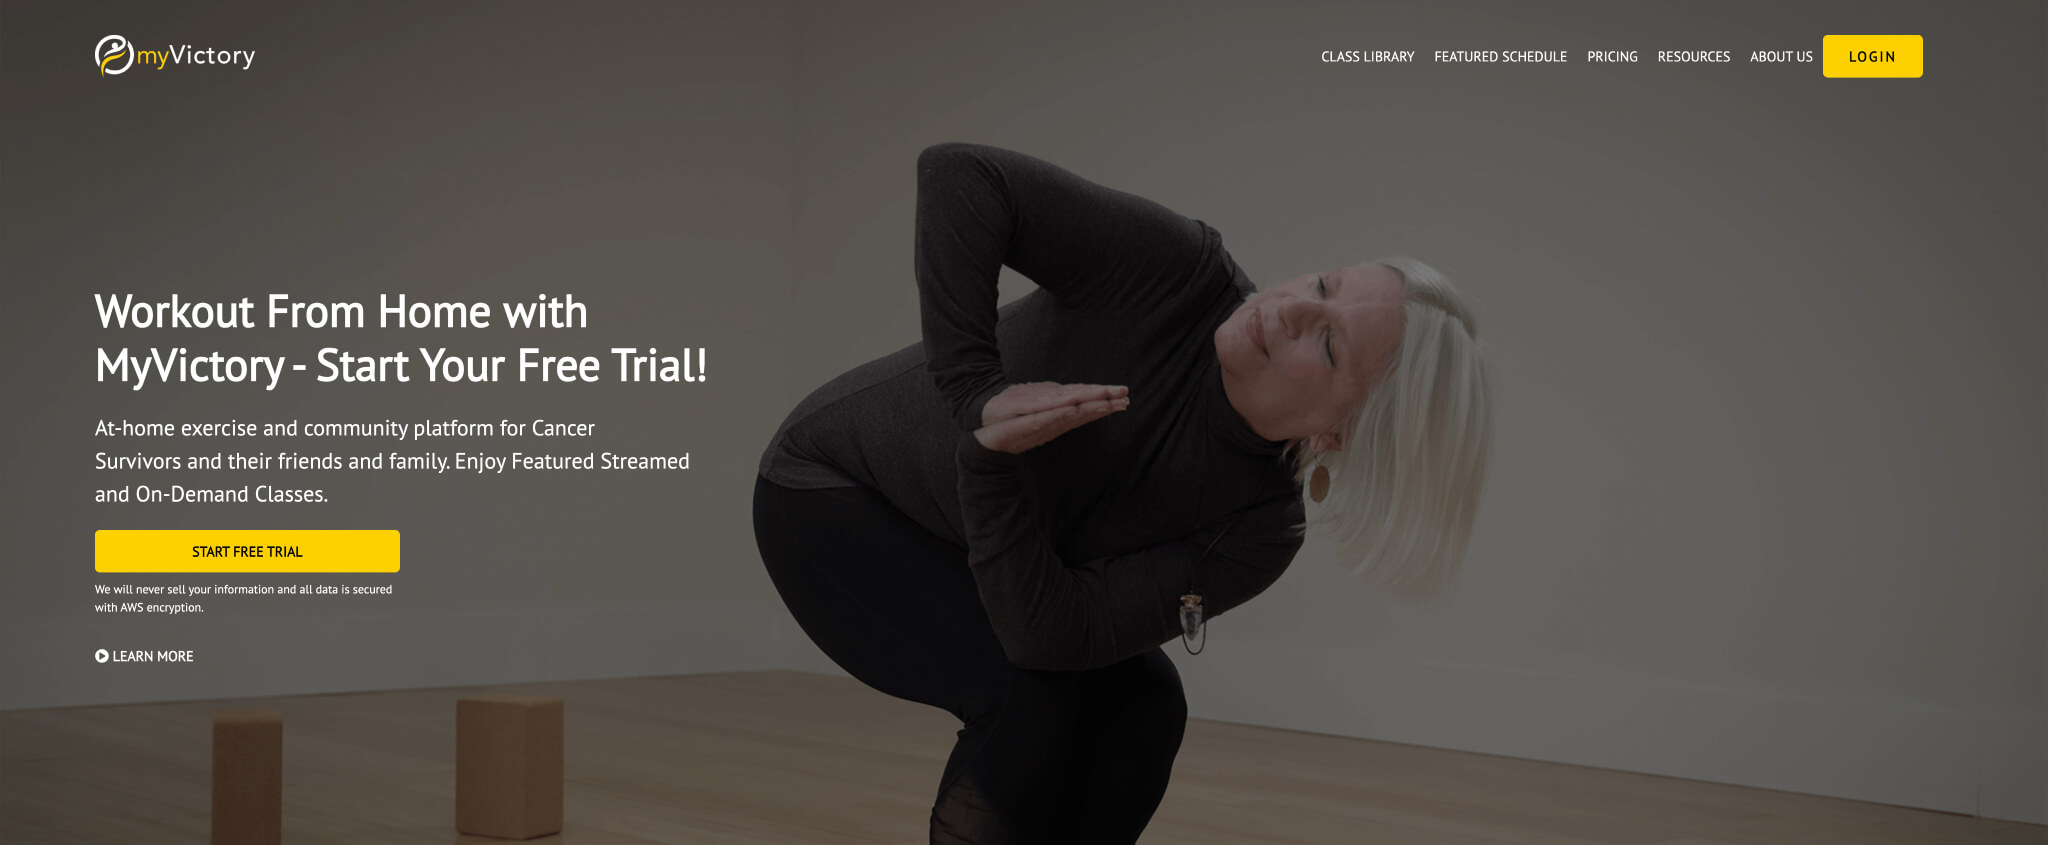 myVictory
CLASS LIBRARY
FEATURED SCHEDULE
PRICING
RESOURCES
ABOUT US
LOGIN
Workout From Home with
MyVictory - Start Your Free Trial!
At-home exercise and community platform for Cancer
Survivors and their friends and family. Enjoy Featured Streamed
and On-Demand Classes.
START FREE TRIAL
We will never sell your information and all data is secured
with AWS encryption.
LEARN MORE